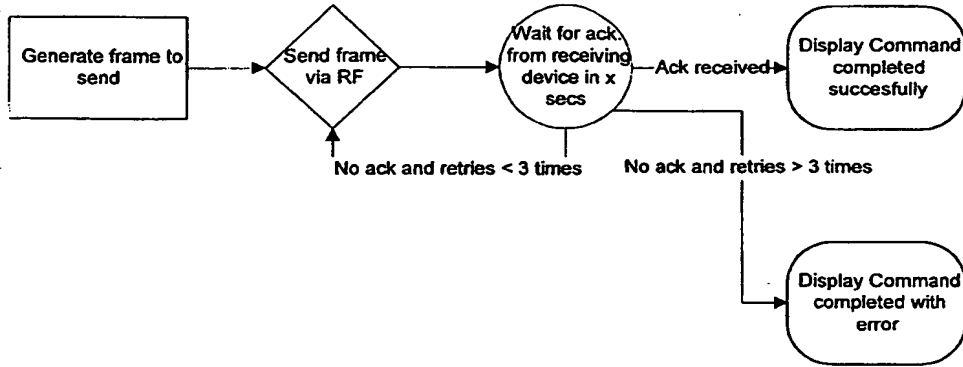 Generate frame to
send
Send frame
via RF
Wait for ack.
from receiving
device in x
secs
Ack received
Display Command
completed
succesfully
No ack and retries < 3 times
No ack and retries > 3 times
Display Command
completed with
error